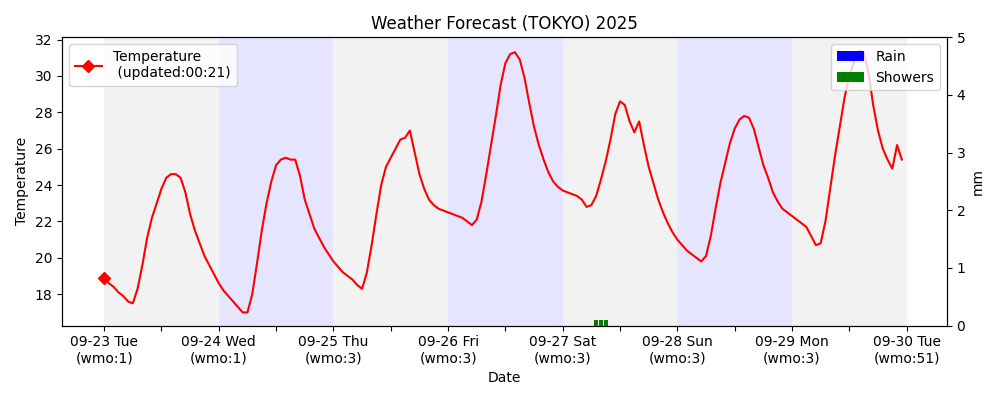 Weather Forecast (TOKYO) 2025
Temperature
(updated:00:21)
Rain
Showers
32
30
28
26
24
22
20
18
Temperature
5
4
3
2
1
0
mm
09-23 Tue
(wmo:1)
09-24 Wed
(wmo:1)
09-25 Thu
(wmo:3)
09-26 Fri
(wmo:3)
09-27 Sat
(wmo:3)
09-28 Sun
(wmo:3)
09-29 Mon
(wmo:3)
09-30 Tue
(wmo:51)
Date